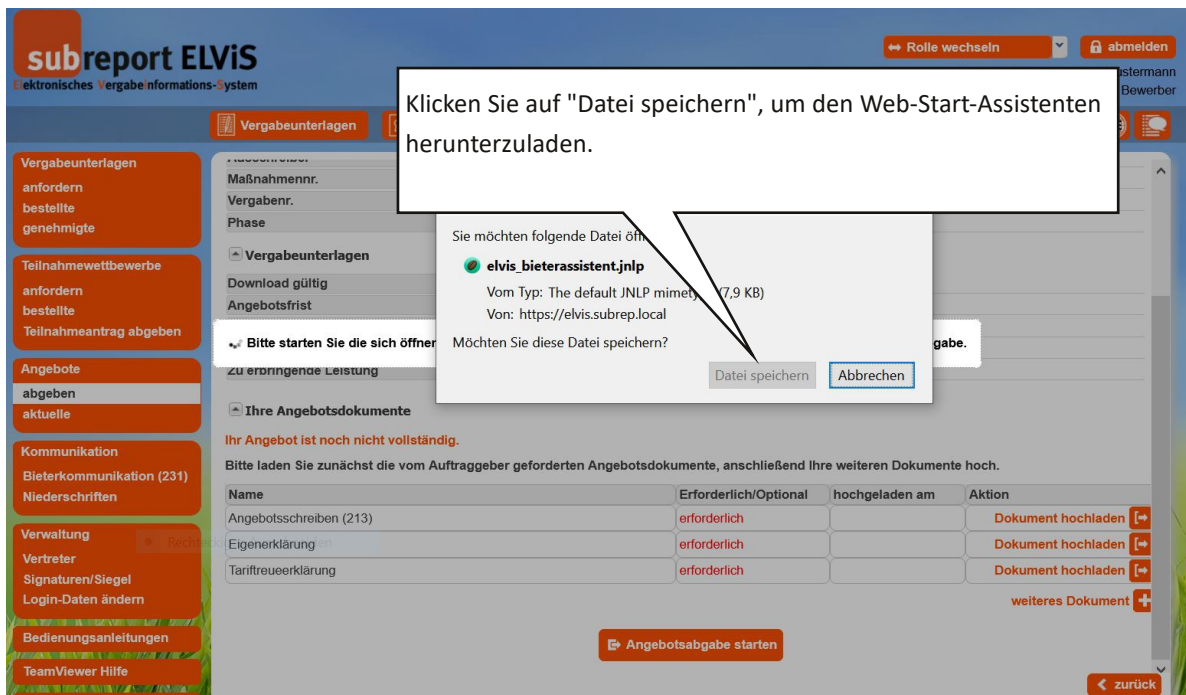 subreport ELViS
Elektronisches VergabeInformations-System
Rolle wechseln
abmelden
stermann
Bewerber
Klicken Sie auf "Datei speichern", um den Web-Start-Assistenten
herunterzuladen.
Vergabeunterlagen
Vergabeunterlagen
anfordern
bestellte
genehmigte
Teilnahmewettbewerbe
anfordern
bestellte
Teilnahmeantrag abgeben
Angebote
abgeben
aktuelle
Kommunikation
Bieterkommunikation (231)
Niederschriften
Verwaltung
Vertreter
Signaturen/Siegel
Login-Daten ändern
Bedienungsanleitungen
TeamViewer Hilfe
Maßnahmennr.
Vergabenr.
Phase
Vergabeunterlagen
Download gültig
Angebotsfrist
Bitte starten Sie die sich öffner
gabe.
Zu erbringende Leistung
Sie möchten folgende Datei öff
elvis_bieterassistent.jnlp
Vom Typ: The default JNLP mimety (7,9 KB)
Von: https://elvis.subrep.local
Möchten Sie diese Datei speichern?
Datei speichern
Abbrechen
Ihre Angebotsdokumente
Ihr Angebot ist noch nicht vollständig.
Bitte laden Sie zunächst die vom Auftraggeber geforderten Angebotsdokumente, anschließend Ihre weiteren Dokumente hoch.
Name Erforderlich/Optional hochgeladen am Aktion
Angebotsschreiben (213) erforderlich Dokument hochladen
Eigenerklärung erforderlich Dokument hochladen
Tariftreueerklärung erforderlich Dokument hochladen
weiteres Dokument
Angebotsabgabe starten
zurück